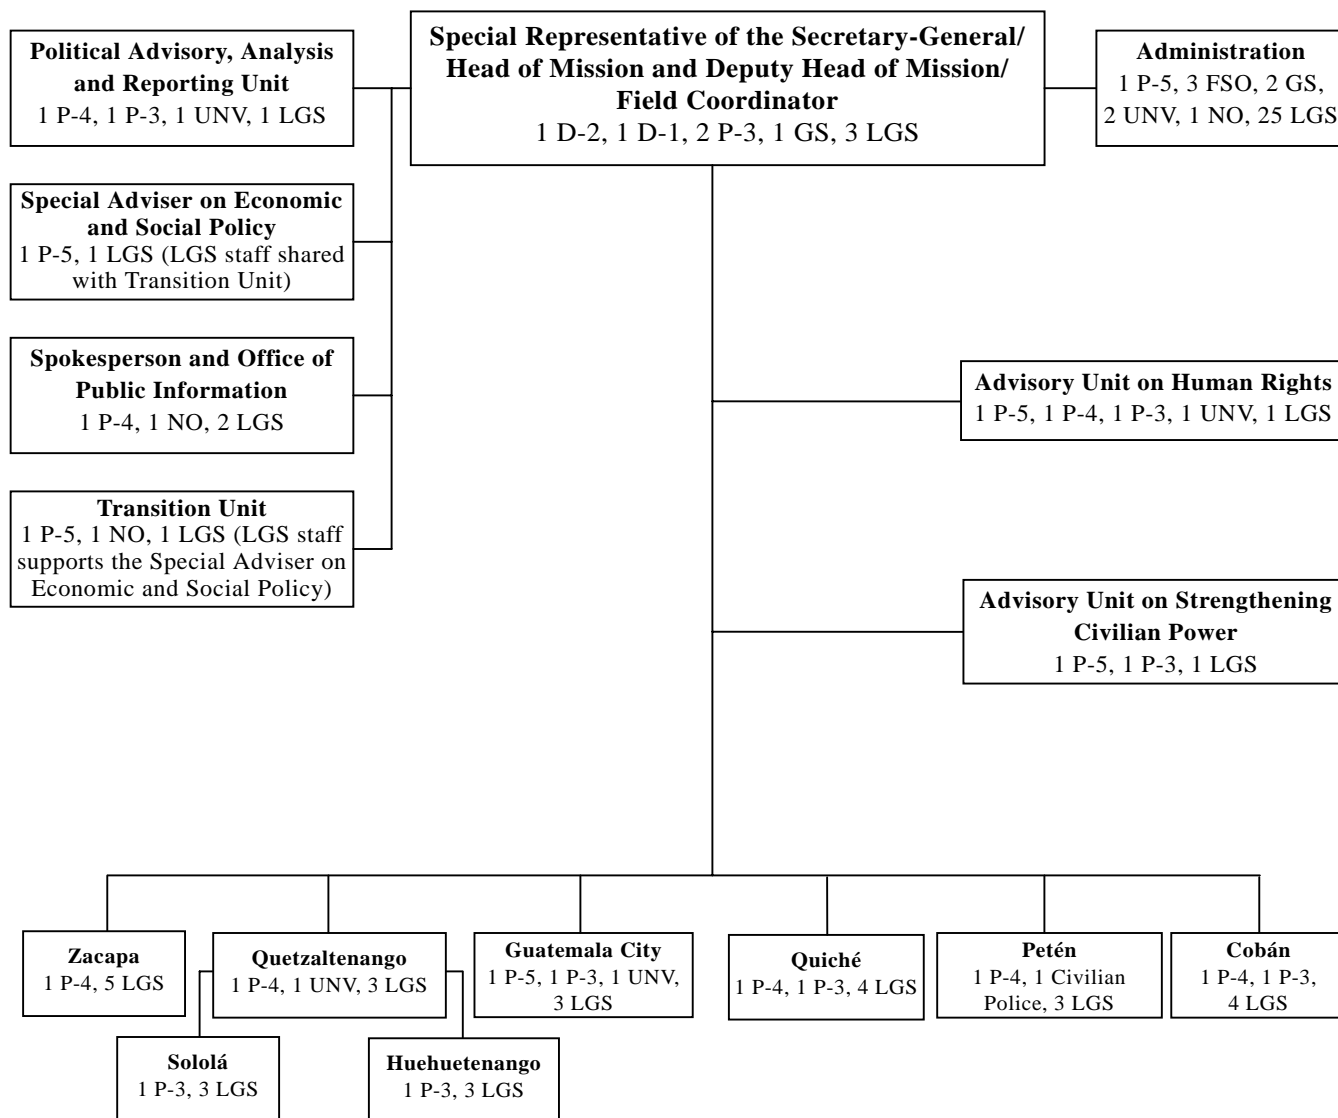 Special Representative of the Secretary-General/
Head of Mission and Deputy Head of Mission/
Field Coordinator
1 D-2, 1 D-1, 2 P-3, 1 GS, 3 LGS
Political Advisory, Analysis
and Reporting Unit
1 P-4, 1 P-3, 1 UNV, 1 LGS
Administration
1 P-5, 3 FSO, 2 GS,
2 UNV, 1 NO, 25 LGS
Special Adviser on Economic
and Social Policy
1 P-5, 1 LGS (LGS staff shared
with Transition Unit)
Spokesperson and Office of
Public Information
1 P-4, 1 NO, 2 LGS
Advisory Unit on Human Rights
1 P-5, 1 P-4, 1 P-3, 1 UNV, 1 LGS
Transition Unit
1 P-5, 1 NO, 1 LGS (LGS staff
supports the Special Adviser on
Economic and Social Policy)
Advisory Unit on Strengthening
Civilian Power
1 P-5, 1 P-3, 1 LGS
Zacapa
1 P-4, 5 LGS
Quetzaltenango
1 P-4, 1 UNV, 3 LGS
Guatemala City
1 P-5, 1 P-3, 1 UNV,
3 LGS
Quiché
1 P-4, 1 P-3, 4 LGS
Petén
1 P-4, 1 Civilian
Police, 3 LGS
Cobán
1 P-4, 1 P-3,
4 LGS
Sololá
1 P-3, 3 LGS
Huehuetenango
1 P-3, 3 LGS